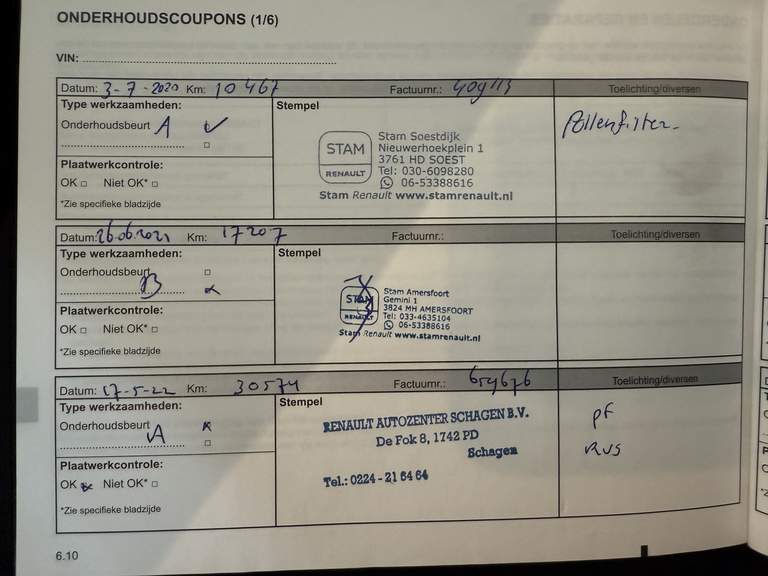 ONDERHOUDSCOUPONS (1/6)
VIN:
Datum: 3-7-2020 Km: 10467 Factuurnr.: 409113 Toelichting/diversen
Type werkzaamheden:
Onderhoudsbeurt A
Plaatwerkcontrole:
OK Niet OK*
*Zie specifieke bladzijde
Stempel
STAM
RENAULT
Stam Soestdijk
Nieuwerhoekplein 1
3761 HD SOEST
Tel: 030-6098280
06-53388616
Stam Renault www.stamrenault.nl
Pollenfilter
Datum: 26.06.2021 Km: 17207 Factuurnr.: Toelichting/diversen
Type werkzaamheden:
Onderhoudsbeurt
B
Plaatwerkcontrole:
OK Niet OK*
*Zie specifieke bladzijde
Stempel
STAM
RENAULT
Stam Amersfoort
Gemini 1
3824 MH AMERSFOORT
Tel: 033-4635104
06-53388616
Stam Renault www.stamrenault.nl
Datum: 17-5-22 Km: 30574 Factuurnr.: 659676 Toelichting/diversen
Type werkzaamheden:
Onderhoudsbeurt
A
Plaatwerkcontrole:
OK Niet OK*
*Zie specifieke bladzijde
Stempel
RENAULT AUTOZENTER SCHAGEN B.V.
De Fok 8, 1742 PD
Schagen
Tel.: 0224 - 21 64 64
PF
RVS
6.10